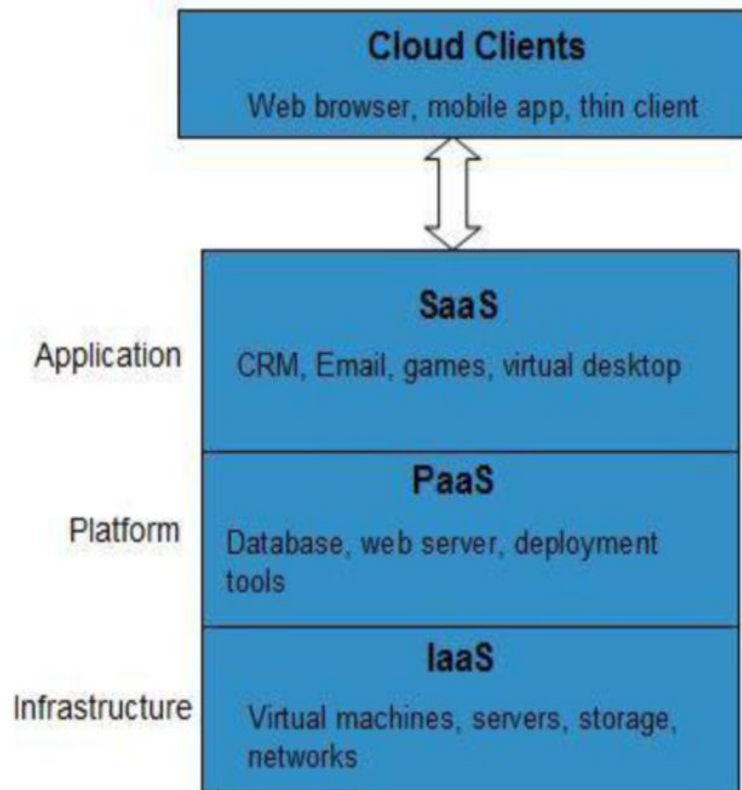 Cloud Clients
Web browser, mobile app, thin client
SaaS
Application
CRM, Email, games, virtual desktop
PaaS
Platform
Database, web server, deployment
tools
IaaS
Infrastructure
Virtual machines, servers, storage,
networks